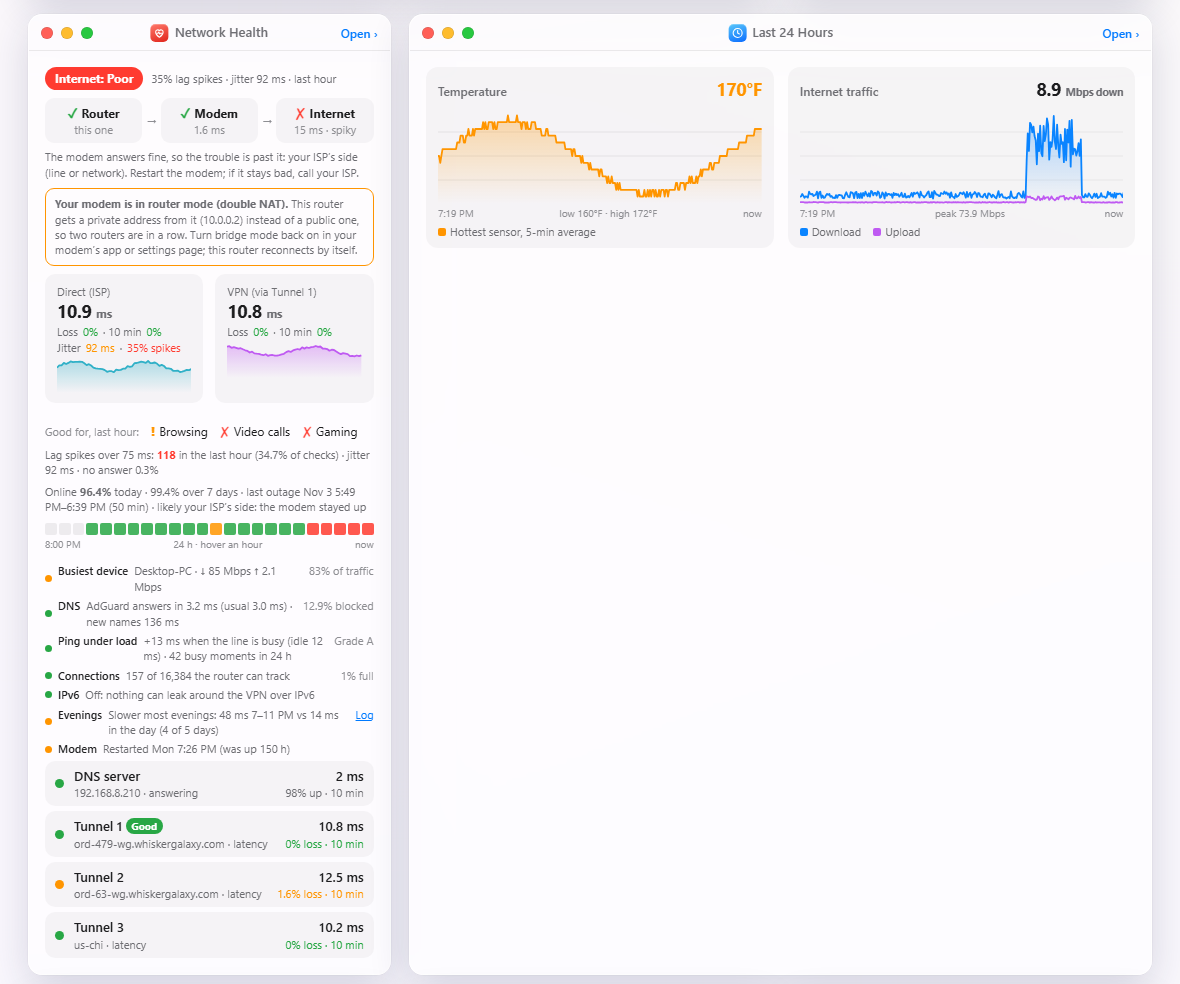 Network Health
Open ›
Internet: Poor
35% lag spikes · jitter 92 ms · last hour
✓ Router
this one
→
✓ Modem
1.6 ms
→
✗ Internet
15 ms · spiky
The modem answers fine, so the trouble is past it: your ISP's side
(line or network). Restart the modem; if it stays bad, call your ISP.
Your modem is in router mode (double NAT). This router
gets a private address from it (10.0.0.2) instead of a public one,
so two routers are in a row. Turn bridge mode back on in your
modem's app or settings page; this router reconnects by itself.
Direct (ISP)
10.9 ms
Loss 0% · 10 min 0%
Jitter 92 ms · 35% spikes
VPN (via Tunnel 1)
10.8 ms
Loss 0% · 10 min 0%
Good for, last hour: ! Browsing ✗ Video calls ✗ Gaming
Lag spikes over 75 ms: 118 in the last hour (34.7% of checks) · jitter
92 ms · no answer 0.3%
Online 96.4% today · 99.4% over 7 days · last outage Nov 3 5:49
PM–6:39 PM (50 min) · likely your ISP's side: the modem stayed up
8:00 PM
24 h · hover an hour
now
Busiest device Desktop-PC · ↓ 85 Mbps ↑ 2.1 83% of traffic
Mbps
DNS AdGuard answers in 3.2 ms (usual 3.0 ms) · 12.9% blocked
new names 136 ms
Ping under load +13 ms when the line is busy (idle 12 Grade A
ms) · 42 busy moments in 24 h
Connections 157 of 16,384 the router can track 1% full
IPv6 Off: nothing can leak around the VPN over IPv6
Evenings Slower most evenings: 48 ms 7–11 PM vs 14 ms Log
in the day (4 of 5 days)
Modem Restarted Mon 7:26 PM (was up 150 h)
DNS server 2 ms
192.168.8.210 · answering 98% up · 10 min
Tunnel 1 Good 10.8 ms
ord-479-wg.whiskergalaxy.com · latency 0% loss · 10 min
Tunnel 2 12.5 ms
ord-63-wg.whiskergalaxy.com · latency 1.6% loss · 10 min
Tunnel 3 10.2 ms
us-chi · latency 0% loss · 10 min
Last 24 Hours
Open ›
Temperature 170°F
7:19 PM
low 160°F · high 172°F
now
Hottest sensor, 5-min average
Internet traffic 8.9 Mbps down
7:19 PM
peak 73.9 Mbps
now
Download Upload